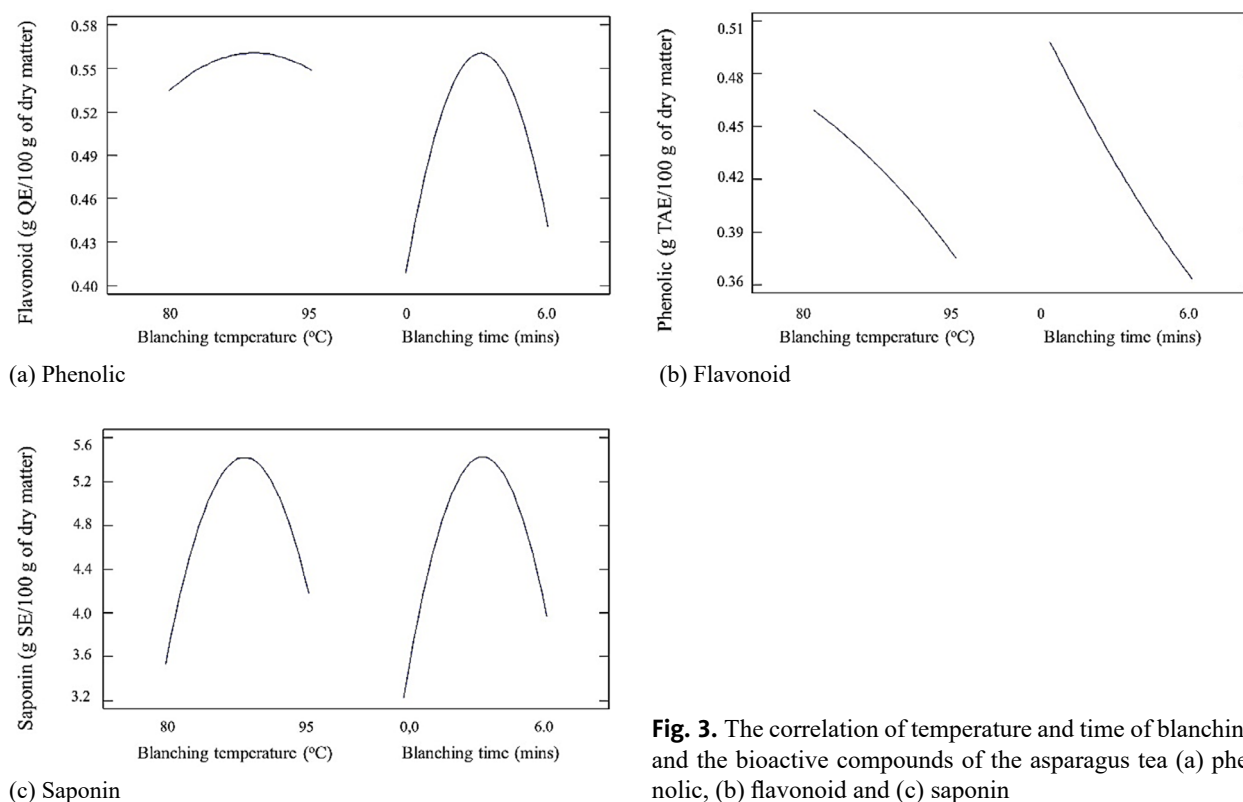 Flavonoid (g QE/100 g of dry matter)
0.58
0.55
0.52
0.49
0.46
0.43
0.40
80 95 0 6.0
Blanching temperature (°C) Blanching time (mins)
(a) Phenolic
Phenolic (g TAE/100 g of dry matter)
0.51
0.48
0.45
0.42
0.39
0.36
80 95 0 6.0
Blanching temperature (°C) Blanching time (mins)
(b) Flavonoid
Saponin (g SE/100 g of dry matter)
5.6
5.2
4.8
4.4
4.0
3.6
3.2
80 95 0,0 6.0
Blanching temperature (°C) Blanching time (mins)
(c) Saponin
Fig. 3. The correlation of temperature and time of blanchin
and the bioactive compounds of the asparagus tea (a) phe
nolic, (b) flavonoid and (c) saponin